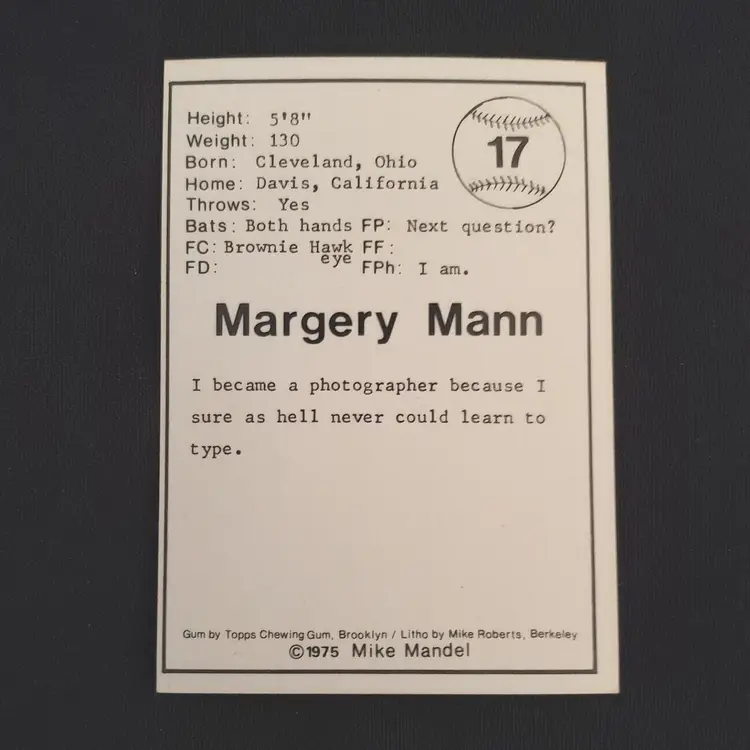 Height: 5'8"
Weight: 130
17
Born: Cleveland, Ohio
Home: Davis, California
Throws: Yes
Bats: Both hands FP: Next question?
FC: Brownie Hawk FF:
eye
FD: FPh: I am.
Margery Mann
I became a photographer because I
sure as hell never could learn to
type.
Gum by Topps Chewing Gum, Brooklyn / Litho by Mike Roberts, Berkeley
©1975 Mike Mandel